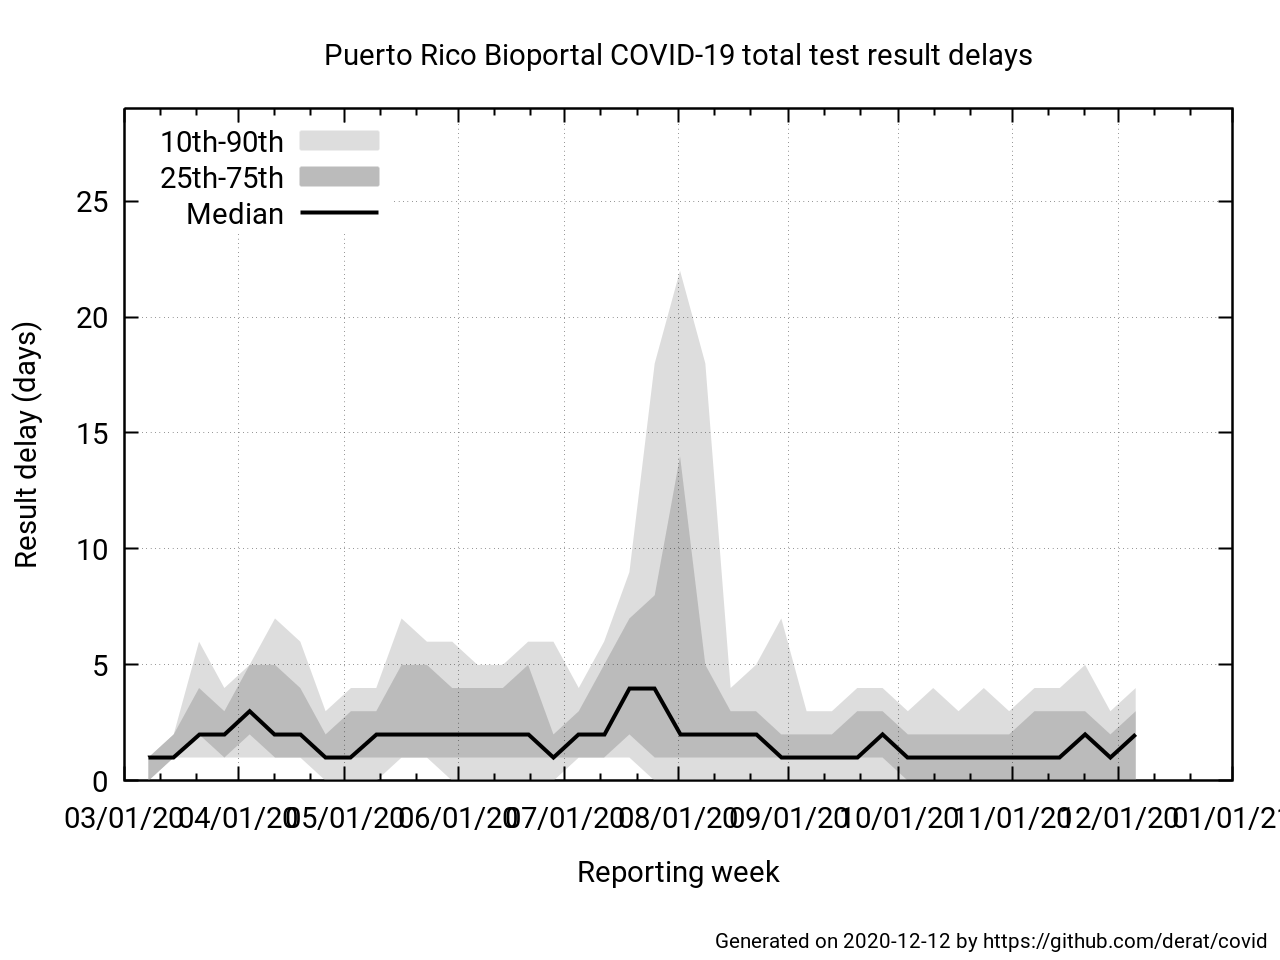 Puerto Rico Bioportal COVID-19 total test result delays
10th-90th
25th-75th
Median
25
20
15
10
5
0
Result delay (days)
03/01/20 04/01/20 05/01/20 06/01/20 07/01/20 08/01/20 09/01/20 10/01/20 11/01/20 12/01/20 01/01/21
Reporting week
Generated on 2020-12-12 by https://github.com/derat/covid